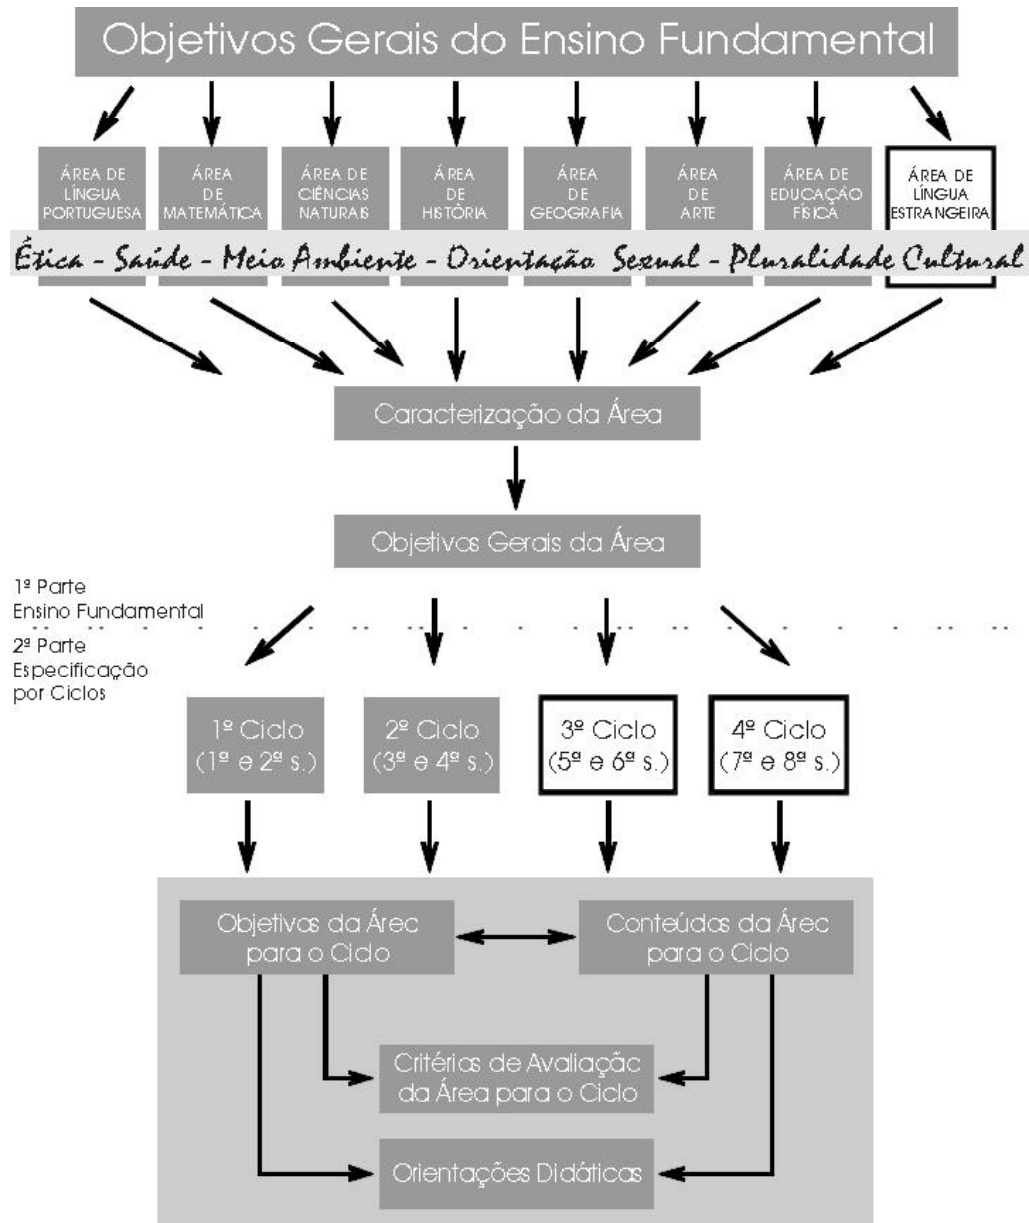 Objetivos Gerais do Ensino Fundamental
ÁREA DE
LÍNGUA
PORTUGUESA
ÁREA
DE
MATEMÁTICA
ÁREA DE
CIÊNCIAS
NATURAIS
ÁREA
DE
HISTÓRIA
ÁREA
DE
GEOGRAFIA
ÁREA
DE
ARTE
ÁREA DE
EDUCAÇÃO
FÍSICA
ÁREA DE
LÍNGUA
ESTRANGEIRA
Ética - Saúde - Meio Ambiente - Orientação Sexual - Pluralidade Cultural
Caracterização da Área
Objetivos Gerais da Área
1ª Parte
Ensino Fundamental
2ª Parte
Especificação
por Ciclos
1º Ciclo
(1ª e 2ª s.)
2º Ciclo
(3ª e 4ª s.)
3º Ciclo
(5ª e 6ª s.)
4º Ciclo
(7ª e 8ª s.)
Objetivos da Área
para o Ciclo
Conteúdos da Área
para o Ciclo
Critérios de Avaliação
da Área para o Ciclo
Orientações Didáticas